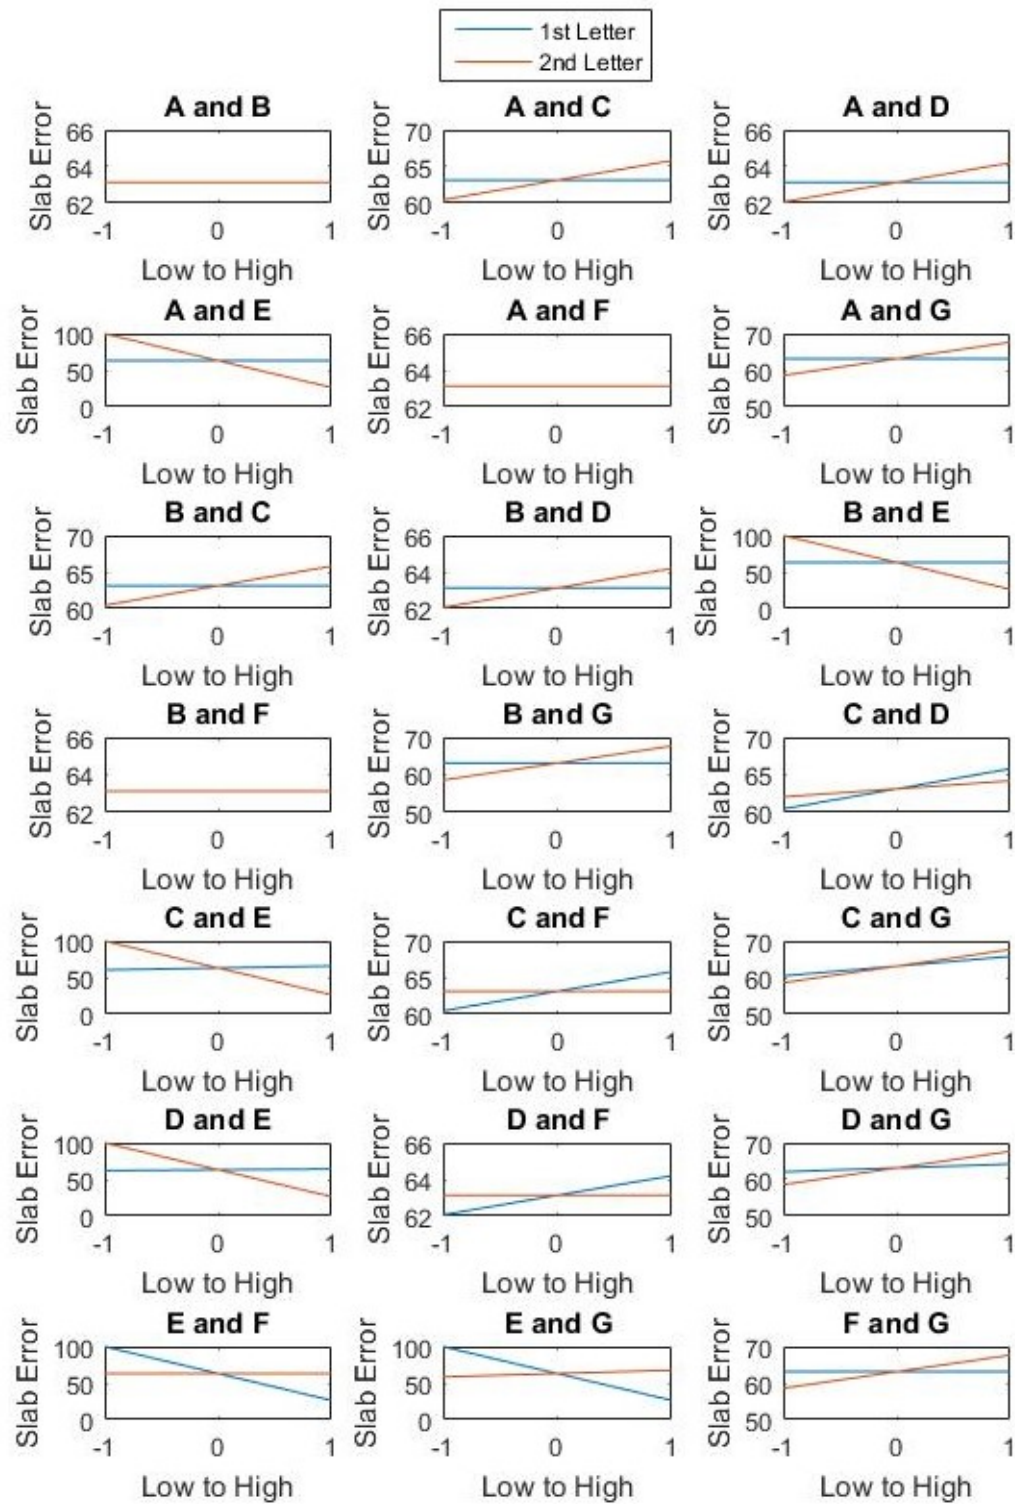 1st Letter
2nd Letter
A and B
A and C
A and D
Slab Error
66
64
62
-1
0
1
Low to High
Slab Error
70
65
60
-1
0
1
Low to High
Slab Error
66
64
62
-1
0
1
Low to High
A and E
A and F
A and G
Slab Error
100
50
0
-1
0
1
Low to High
Slab Error
66
64
62
-1
0
1
Low to High
Slab Error
70
60
50
-1
0
1
Low to High
B and C
B and D
B and E
Slab Error
70
65
60
-1
0
1
Low to High
Slab Error
66
64
62
-1
0
1
Low to High
Slab Error
100
50
0
-1
0
1
Low to High
B and F
B and G
C and D
Slab Error
66
64
62
-1
0
1
Low to High
Slab Error
70
60
50
-1
0
1
Low to High
Slab Error
70
65
60
-1
0
1
Low to High
C and E
C and F
C and G
Slab Error
100
50
0
-1
0
1
Low to High
Slab Error
70
65
60
-1
0
1
Low to High
Slab Error
70
60
50
-1
0
1
Low to High
D and E
D and F
D and G
Slab Error
100
50
0
-1
0
1
Low to High
Slab Error
66
64
62
-1
0
1
Low to High
Slab Error
70
60
50
-1
0
1
Low to High
E and F
E and G
F and G
Slab Error
100
50
0
-1
0
1
Low to High
Slab Error
100
50
0
-1
0
1
Low to High
Slab Error
70
60
50
-1
0
1
Low to High